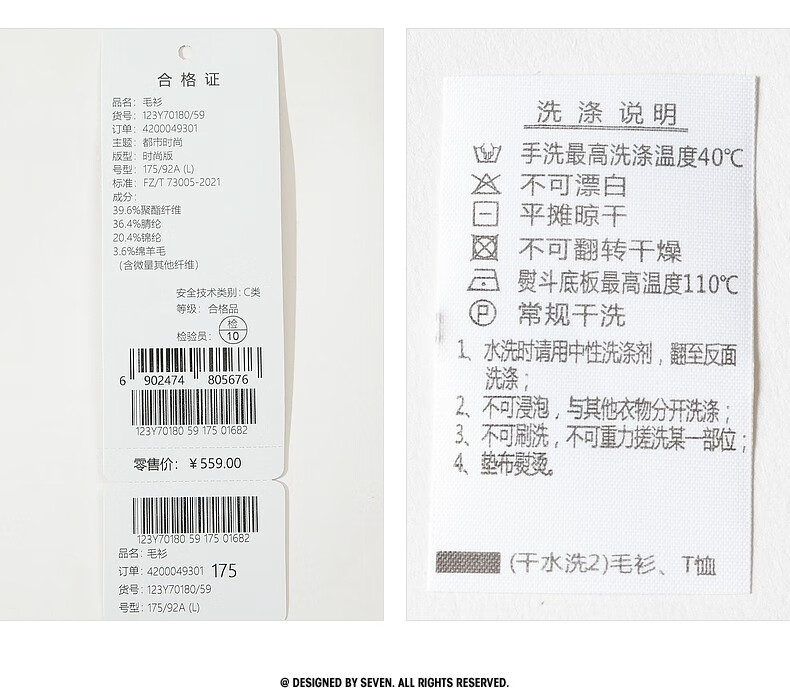 合格证
品名：毛衫
货号：123Y70180/59
订单：4200049301
主题：都市时尚
版型：时尚版
号型：175/92A (L)
标准：FZ/T 73005-2021
成分：
39.6%聚酯纤维
36.4%腈纶
20.4%锦纶
3.6%绵羊毛
（含微量其他纤维）
安全技术类别：C类
等级：合格品
检验员：检 10
6 902474 805676
123Y70180 59 175 01682
零售价：￥559.00
123Y70180 59 175 01682
品名：毛衫
订单：4200049301 175
货号：123Y70180/59
号型：175/92A (L)
洗涤说明
手洗最高洗涤温度40℃
不可漂白
平摊晾干
不可翻转干燥
熨斗底板最高温度110℃
P 常规干洗
1、水洗时请用中性洗涤剂，翻至反面
洗涤；
2、不可浸泡，与其他衣物分开洗涤；
3、不可刷洗，不可重力搓洗某一部位；
4、垫布熨烫。
(干水洗2)毛衫、T恤
@ DESIGNED BY SEVEN. ALL RIGHTS RESERVED.